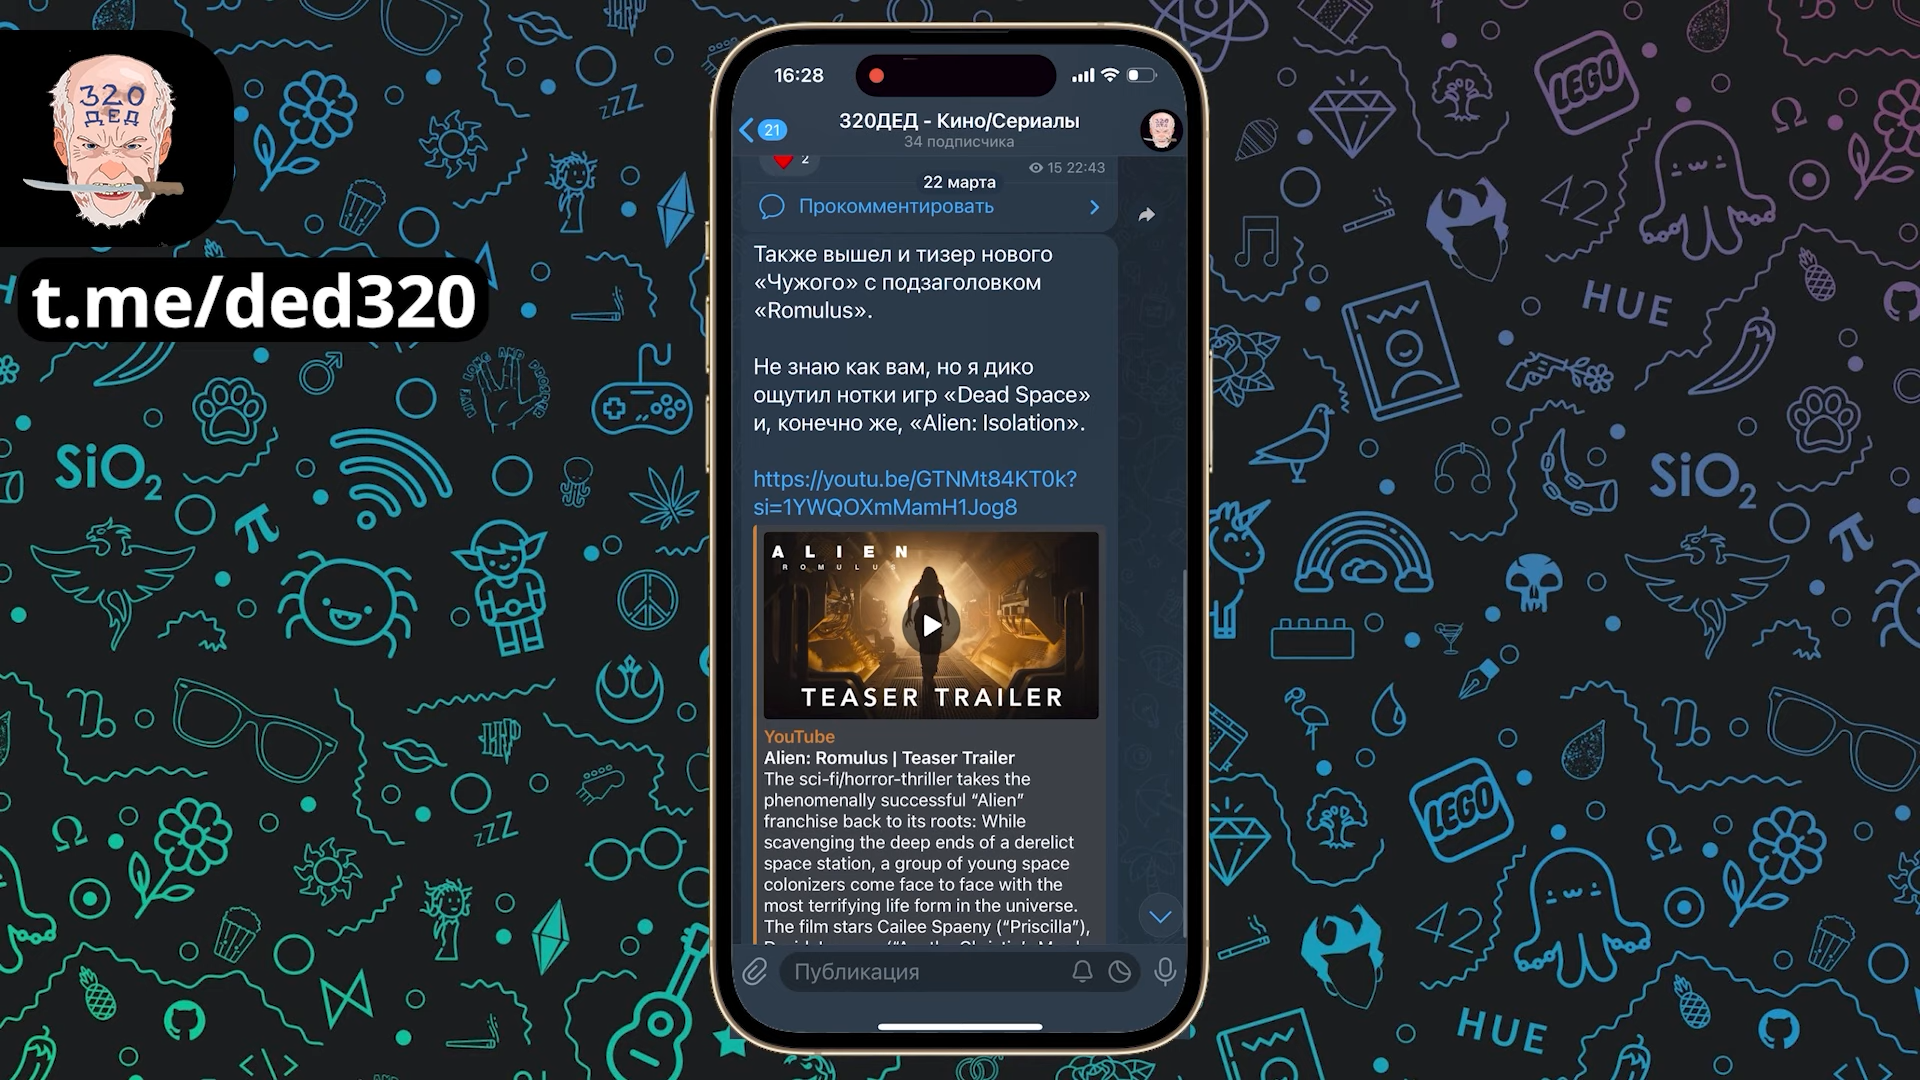 320
ДЕД
t.me/ded320
16:28
21
320ДЕД - Кино/Сериалы
34 подписчика
2
15 22:43
22 марта
Прокомментировать
Также вышел и тизер нового
«Чужого» с подзаголовком
«Romulus».
Не знаю как вам, но я дико
ощутил нотки игр «Dead Space»
и, конечно же, «Alien: Isolation».
https://youtu.be/GTNMt84KT0k?
si=1YWQOXmMamH1Jog8
ALIEN
ROMULUS
TEASER TRAILER
YouTube
Alien: Romulus | Teaser Trailer
The sci-fi/horror-thriller takes the
phenomenally successful “Alien”
franchise back to its roots: While
scavenging the deep ends of a derelict
space station, a group of young space
colonizers come face to face with the
most terrifying life form in the universe.
The film stars Cailee Spaeny (“Priscilla”),
Публикация
zZZ
SiO2
π
Ω
zZZ
</>
LEGO
42
HUE
SiO2
π
LEGO
Ω
42
HUE
</>